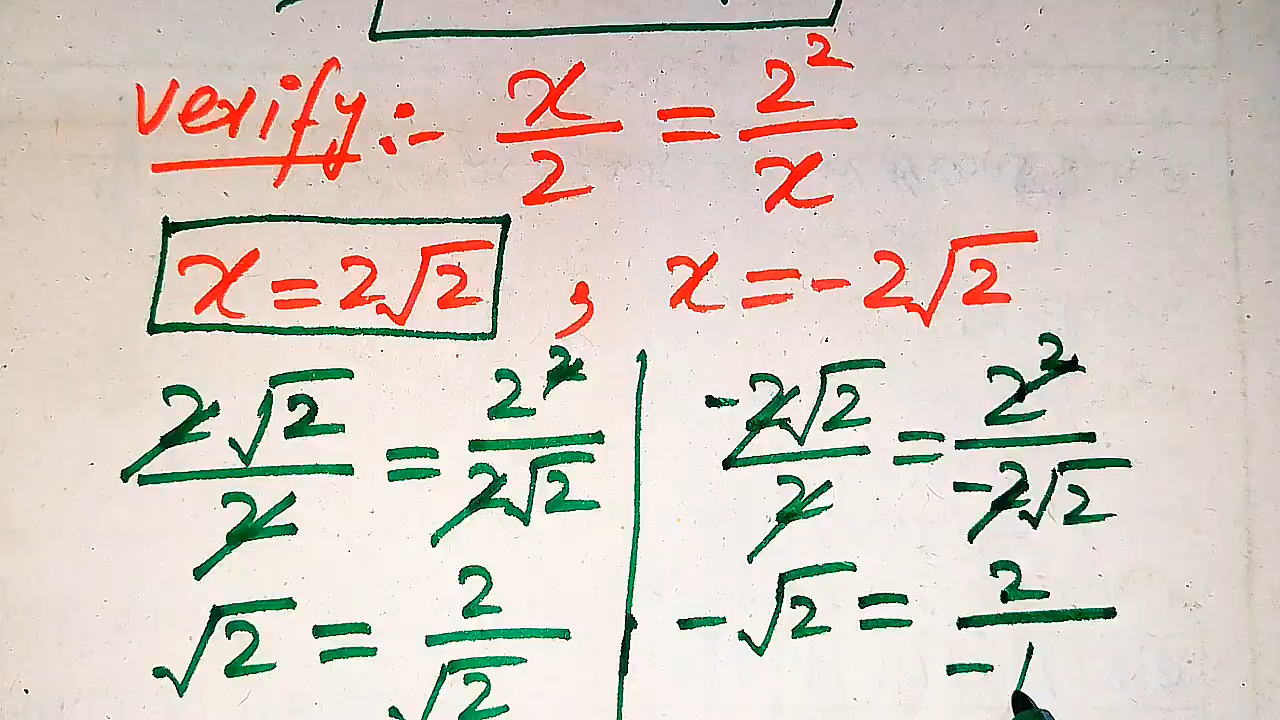 verify:- x/2 = 2²/x
x = 2√2 , x = -2√2
2√2/2 = 2²/2√2
√2 = 2/√2
-2√2/2 = 2²/-2√2
-√2 = 2/-